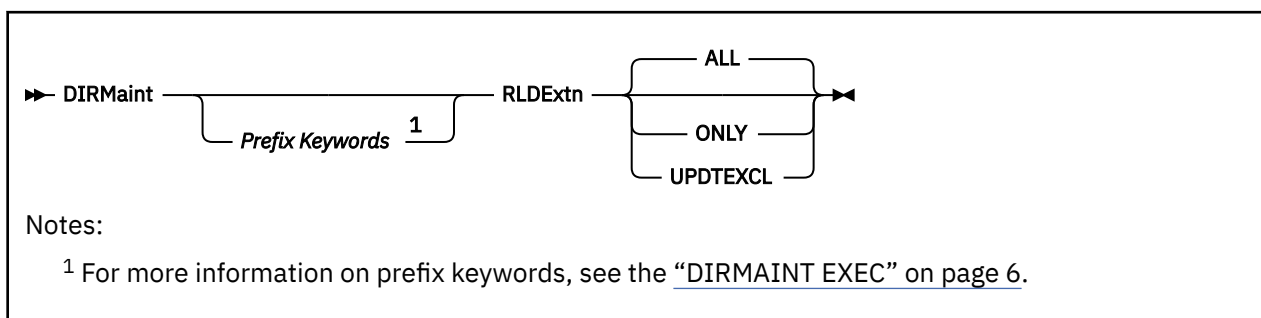 ALL
DIRMaint RLDExtn
Prefix Keywords 1
ONLY
UPDTEXCL
Notes:
1 For more information on prefix keywords, see the “DIRMAINT EXEC” on page 6.